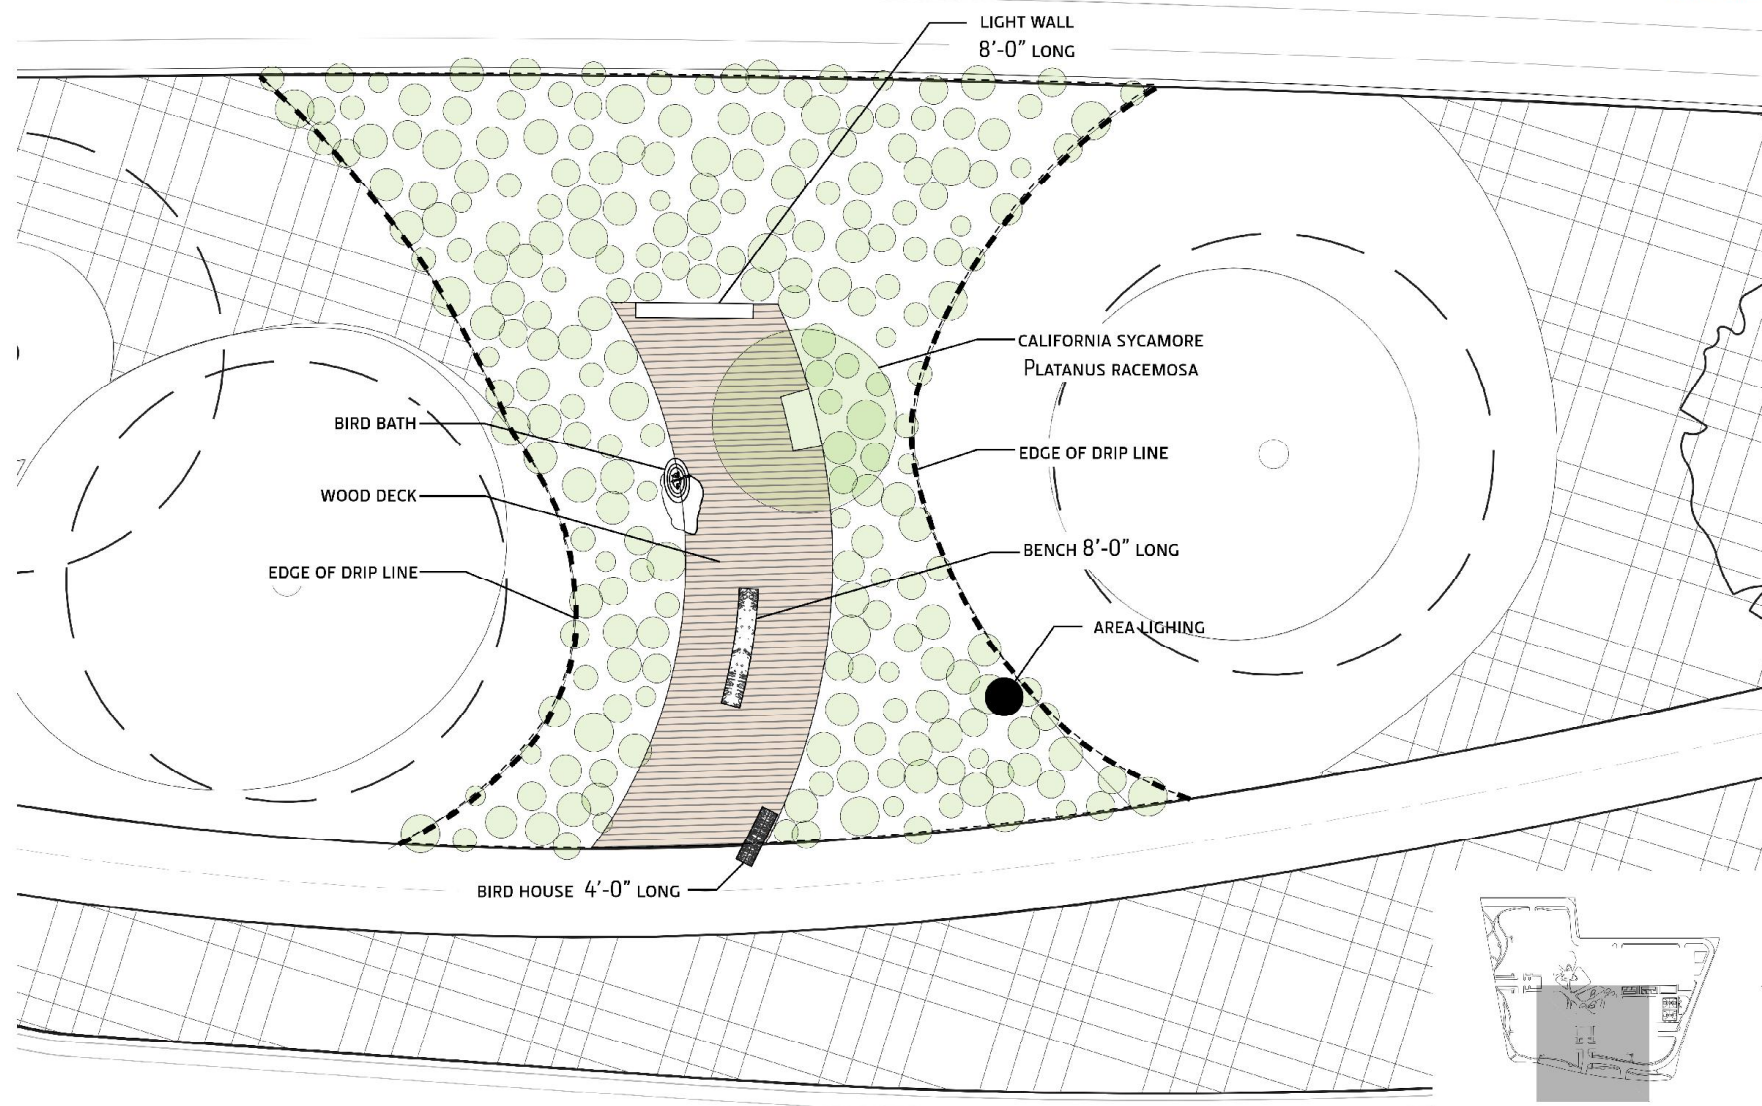 LIGHT WALL
8'-0" LONG
CALIFORNIA SYCAMORE
PLATANUS RACEMOSA
BIRD BATH
EDGE OF DRIP LINE
WOOD DECK
BENCH 8'-0" LONG
EDGE OF DRIP LINE
AREA LIGHING
BIRD HOUSE 4'-0" LONG